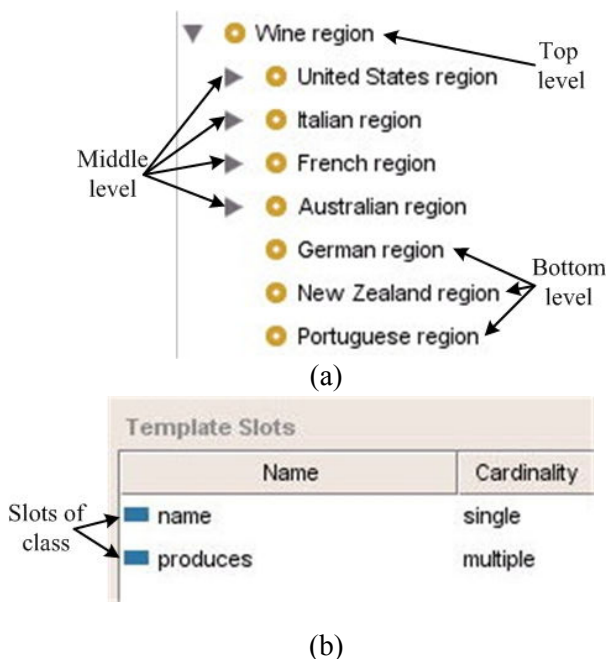 Wine region
Top
level
United States region
Italian region
Middle
level
French region
Australian region
German region
Bottom
level
New Zealand region
Portuguese region
(a)
Template Slots
Name Cardinality
Slots of
class
name single
produces multiple
(b)